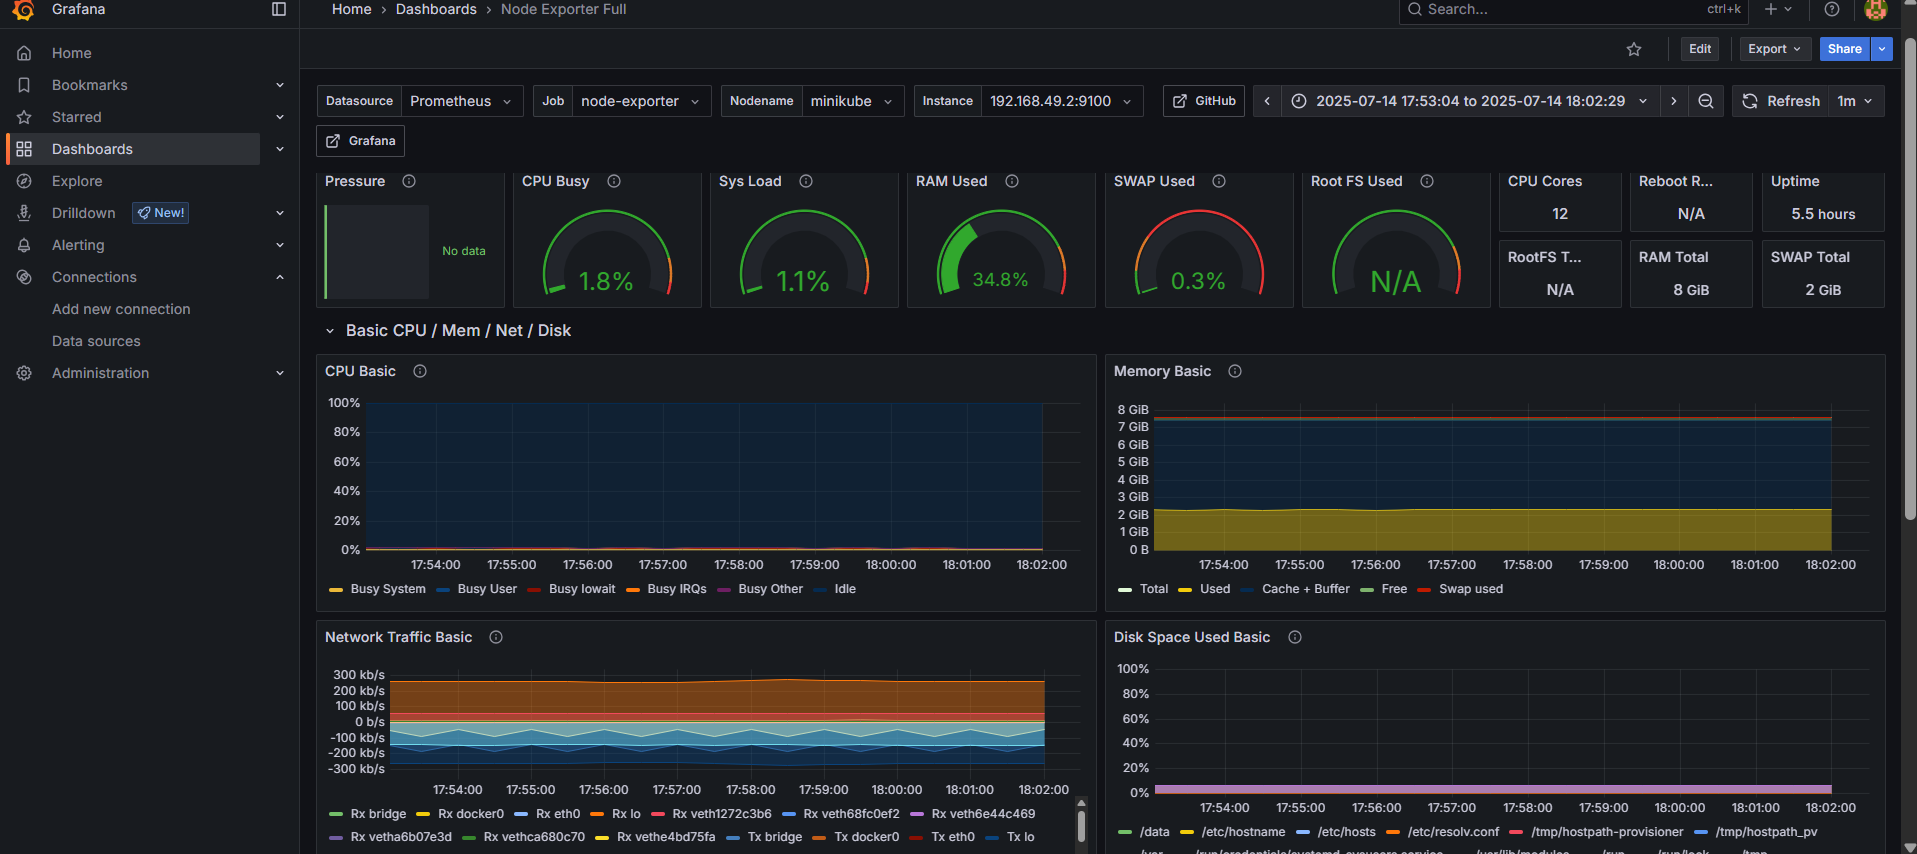 Grafana
Home › Dashboards › Node Exporter Full
Search... ctrl+k
Home
Bookmarks
Starred
Dashboards
Explore
Drilldown New!
Alerting
Connections
Add new connection
Data sources
Administration
Edit Export Share
Datasource Prometheus Job node-exporter Nodename minikube Instance 192.168.49.2:9100 GitHub 2025-07-14 17:53:04 to 2025-07-14 18:02:29 Refresh 1m
Grafana
Pressure
No data
CPU Busy
1.8%
Sys Load
1.1%
RAM Used
34.8%
SWAP Used
0.3%
Root FS Used
N/A
CPU Cores
12
Reboot R...
N/A
Uptime
5.5 hours
RootFS T...
N/A
RAM Total
8 GiB
SWAP Total
2 GiB
Basic CPU / Mem / Net / Disk
CPU Basic
100%
80%
60%
40%
20%
0%
17:54:00 17:55:00 17:56:00 17:57:00 17:58:00 17:59:00 18:00:00 18:01:00 18:02:00
Busy System Busy User Busy Iowait Busy IRQs Busy Other Idle
Memory Basic
8 GiB
7 GiB
6 GiB
5 GiB
4 GiB
3 GiB
2 GiB
1 GiB
0 B
17:54:00 17:55:00 17:56:00 17:57:00 17:58:00 17:59:00 18:00:00 18:01:00 18:02:00
Total Used Cache + Buffer Free Swap used
Network Traffic Basic
300 kb/s
200 kb/s
100 kb/s
0 b/s
-100 kb/s
-200 kb/s
-300 kb/s
17:54:00 17:55:00 17:56:00 17:57:00 17:58:00 17:59:00 18:00:00 18:01:00 18:02:00
Rx bridge Rx docker0 Rx eth0 Rx lo Rx veth1272c3b6 Rx veth68fc0ef2 Rx veth6e44c469
Rx vetha6b07e3d Rx vethca680c70 Rx vethe4bd75fa Tx bridge Tx docker0 Tx eth0 Tx lo
Disk Space Used Basic
100%
80%
60%
40%
20%
0%
17:54:00 17:55:00 17:56:00 17:57:00 17:58:00 17:59:00 18:00:00 18:01:00 18:02:00
/data /etc/hostname /etc/hosts /etc/resolv.conf /tmp/hostpath-provisioner /tmp/hostpath_pv